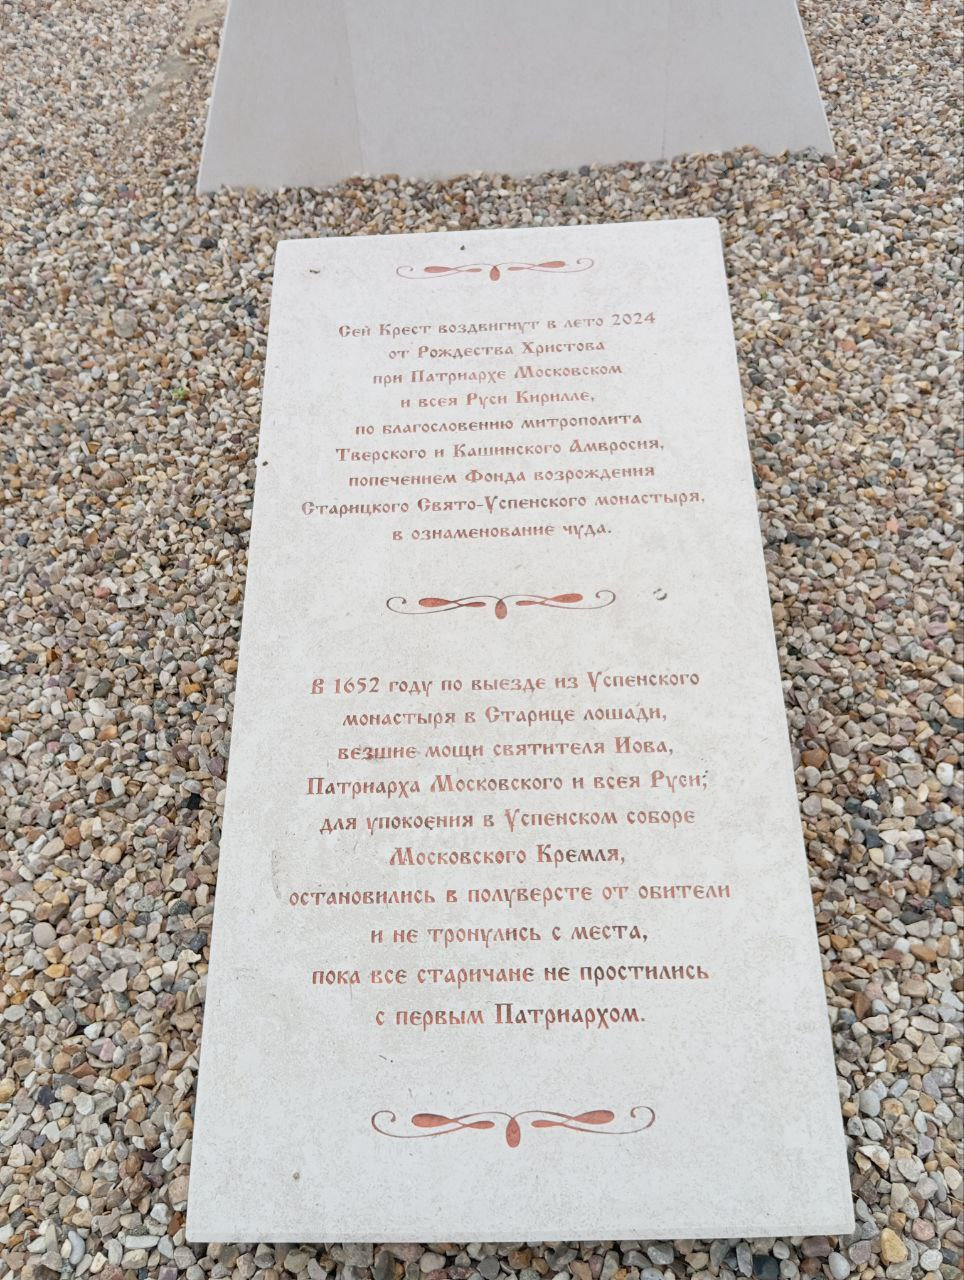 Сей Крест воздвигнут в лето 2024
от Рождества Христова
при Патриархе Московском
и всея Руси Кирилле,
по благословению митрополита
Тверского и Кашинского Амвросия,
попечением Фонда возрождения
Старицкого Свято-Успенского монастыря,
в ознаменование чуда.
В 1652 году по выезде из Успенского
монастыря в Старице лошади,
везшие мощи святителя Иова,
Патриарха Московского и всея Руси,
для упокоения в Успенском соборе
Московского Кремля,
остановились в полуверсте от обители
и не тронулись с места,
пока все старичане не простились
с первым Патриархом.